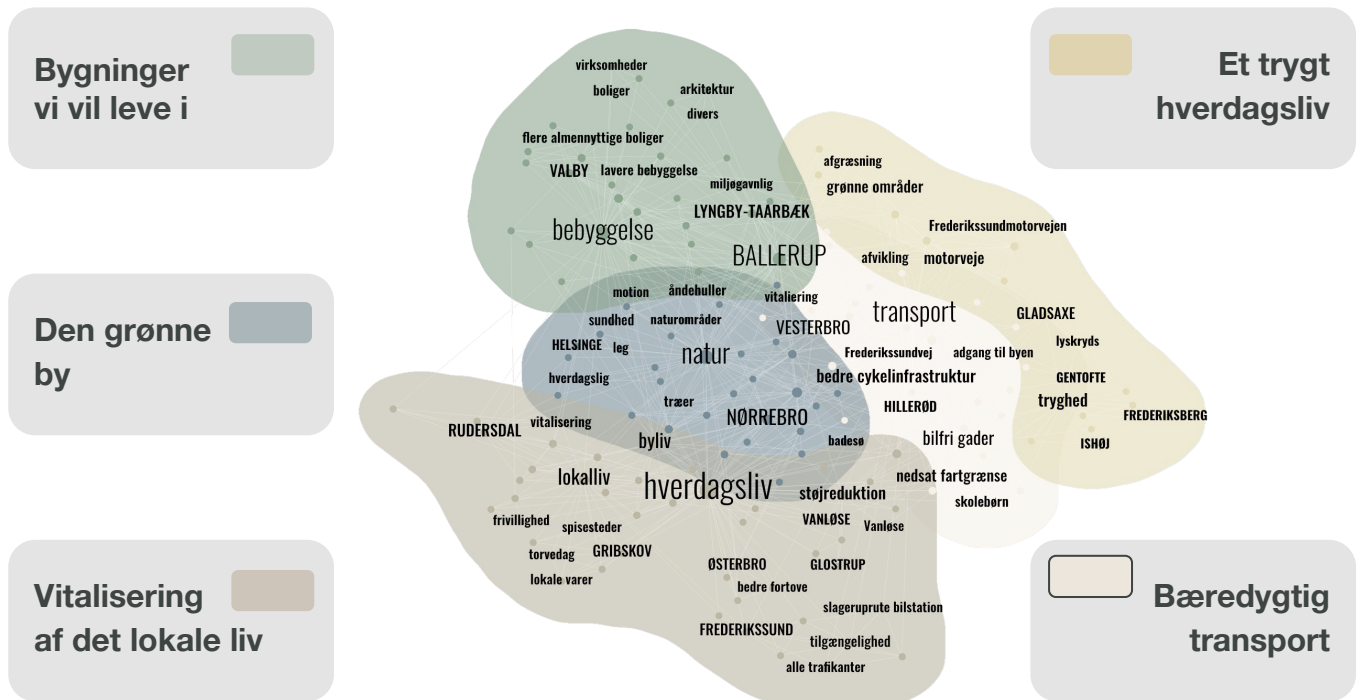 Bygninger
vi vil leve i
Den grønne
by
Vitalisering
af det lokale liv
Et trygt
hverdagsliv
Bæredygtig
transport
virksomheder
boliger
arkitektur
divers
flere almennyttige boliger
VALBY
lavere bebyggelse
miljøgavnlig
LYNGBY-TAARBÆK
bebyggelse
BALLERUP
afgræsning
grønne områder
Frederikssundmotorvejen
afvikling
motorveje
motion
åndehuller
vitaliering
sundhed
naturområder
VESTERBRO
transport
GLADSAXE
HELSINGE
leg
natur
Frederikssundvej
adgang til byen
lyskryds
hverdagslig
bedre cykelinfrastruktur
GENTOFTE
træer
HILLERØD
tryghed
NØRREBRO
FREDERIKSBERG
RUDERSDAL
vitalisering
byliv
badesø
bilfri gader
ISHØJ
lokalliv
hverdagsliv
støjreduktion
nedsat fartgrænse
skolebørn
frivillighed
spisesteder
VANLØSE
Vanløse
torvedag
GRIBSKOV
lokale varer
ØSTERBRO
GLOSTRUP
bedre fortove
slageruprute bilstation
FREDERIKSSUND
tilgængelighed
alle trafikanter